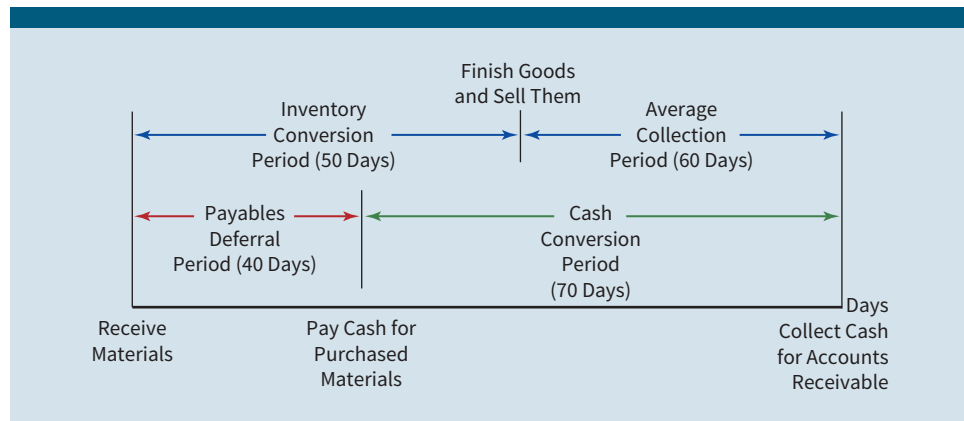 Finish Goods
and Sell Them
Inventory
Conversion
Period (50 Days)
Average
Collection
Period (60 Days)
Payables
Deferral
Period (40 Days)
Cash
Conversion
Period
(70 Days)
Days
Receive
Materials
Pay Cash for
Purchased
Materials
Collect Cash
for Accounts
Receivable